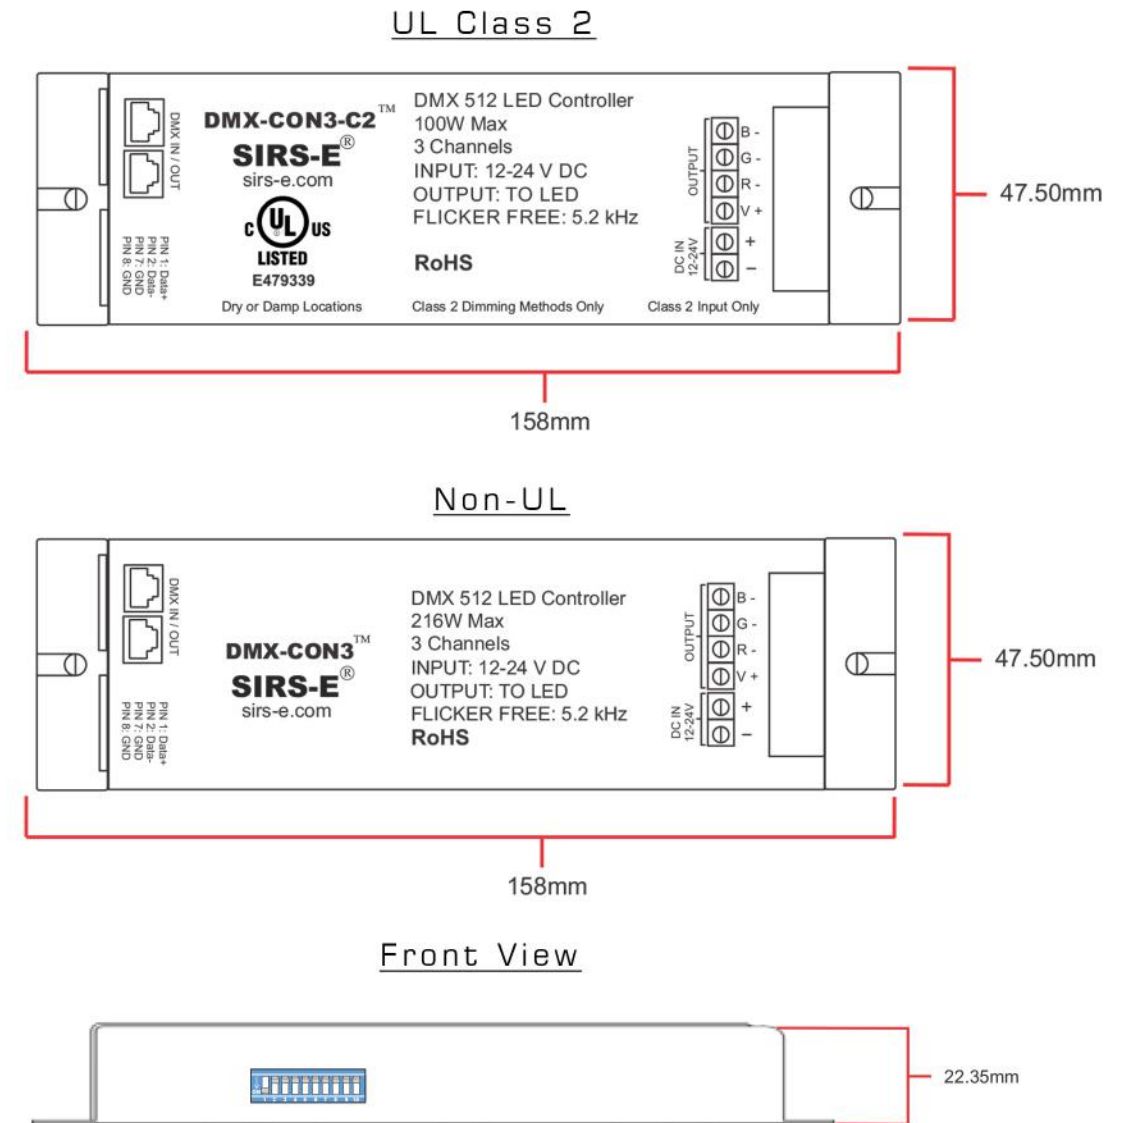 UL Class 2
DMX IN / OUT
PIN 1: Data+
PIN 2: Data-
PIN 7: GND
PIN 8: GND
DMX-CON3-C2™
SIRS-E®
sirs-e.com
C UL US
LISTED
E479339
Dry or Damp Locations
DMX 512 LED Controller
100W Max
3 Channels
INPUT: 12-24 V DC
OUTPUT: TO LED
FLICKER FREE: 5.2 kHz
RoHS
Class 2 Dimming Methods Only
OUTPUT
B -
G -
R -
V +
DC IN
12-24V
+
−
Class 2 Input Only
47.50mm
158mm
Non-UL
DMX IN / OUT
PIN 1: Data+
PIN 2: Data-
PIN 7: GND
PIN 8: GND
DMX-CON3™
SIRS-E®
sirs-e.com
DMX 512 LED Controller
216W Max
3 Channels
INPUT: 12-24 V DC
OUTPUT: TO LED
FLICKER FREE: 5.2 kHz
RoHS
OUTPUT
B -
G -
R -
V +
DC IN
12-24V
+
−
47.50mm
158mm
Front View
22.35mm